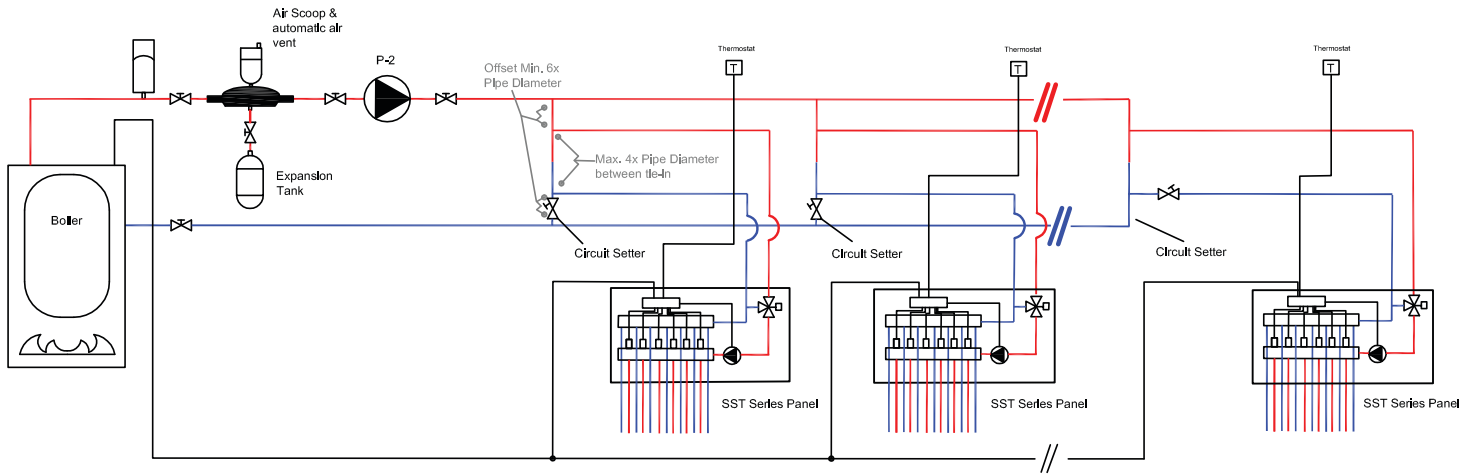 Air Scoop &
automatic air
vent
P-2
Offset Min. 6x
Pipe Diameter
Thermostat
T
Thermostat
T
Thermostat
T
Max. 4x Pipe Diameter
between tie-in
Expansion
Tank
Boiler
Circuit Setter
Circuit Setter
Circuit Setter
SST Series Panel
SST Series Panel
SST Series Panel